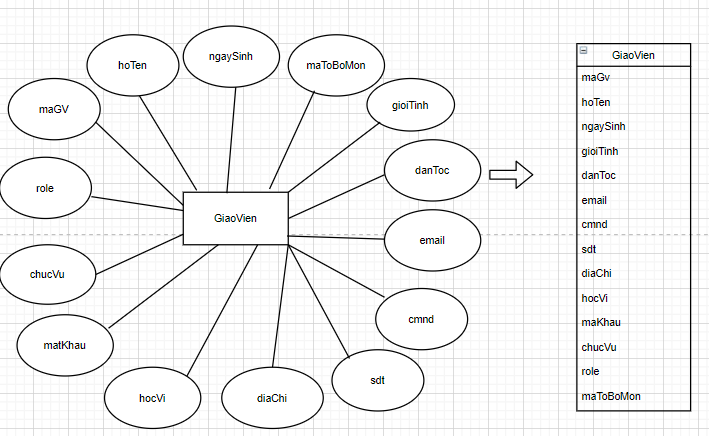 ngaySinh
hoTen
maToBoMon
gioiTinh
maGV
danToc
role
GiaoVien
email
chucVu
cmnd
matKhau
sdt
hocVi
diaChi
GiaoVien
maGv
hoTen
ngaySinh
gioiTinh
danToc
email
cmnd
sdt
diaChi
hocVi
maKhau
chucVu
role
maToBoMon